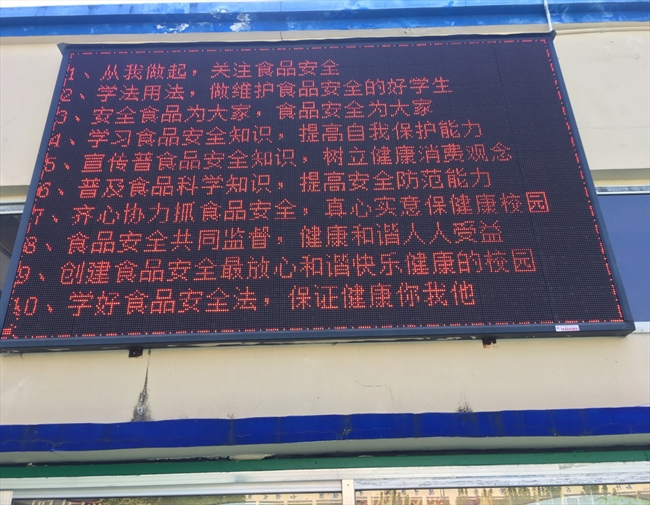 1、从我做起，关注食品安全
2、学法用法，做维护食品安全的好学生
3、安全食品为大家，食品安全为大家
4、学习食品安全知识，提高自我保护能力
5、宣传普食品安全知识，树立健康消费观念
6、普及食品科学知识，提高安全防范能力
7、齐心协力抓食品安全，真心实意保健康校园
8、食品安全共同监督，健康和谐人人受益
9、创建食品安全最放心和谐快乐健康的校园
10、学好食品安全法，保证健康你我他